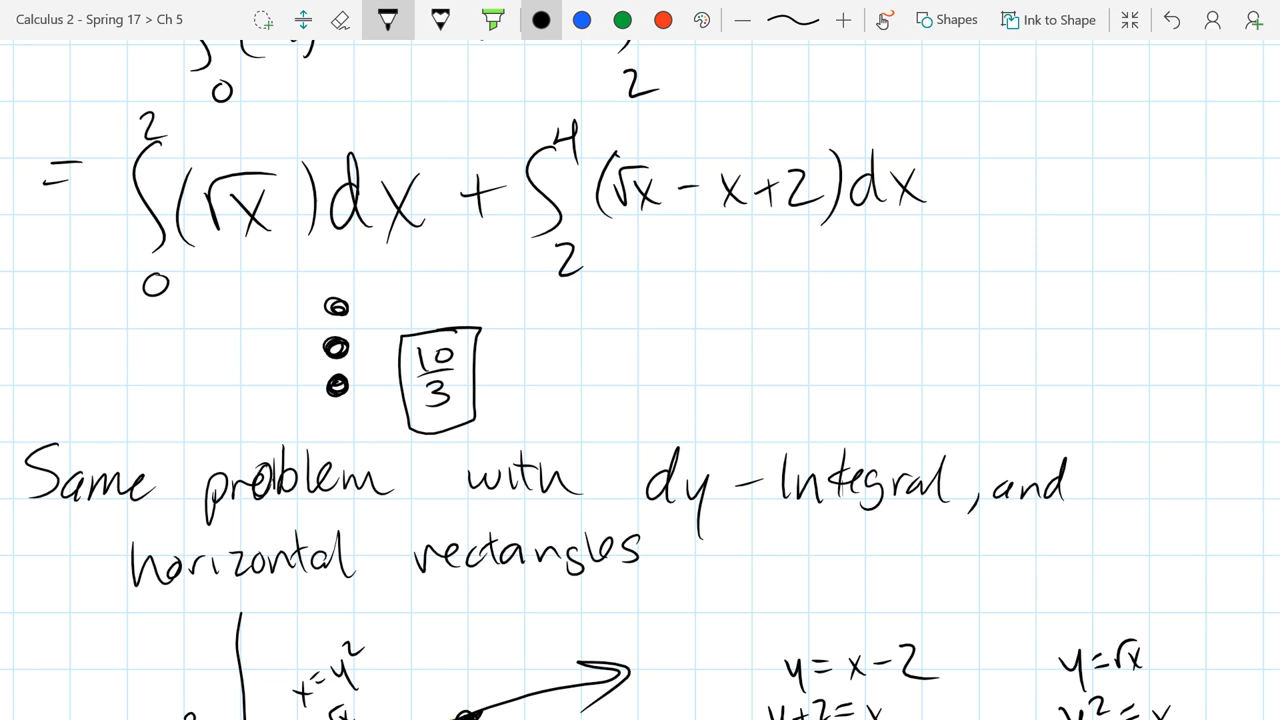 Calculus 2 - Spring 17 > Ch 5
Shapes
Ink to Shape
0
2
= ∫₀² (√x) dx + ∫₂⁴ (√x - x + 2) dx
10/3
Same problem with dy - Integral, and
horizontal rectangles
x = y²
y = x - 2
y = √x
y + 2 = x
y² = x